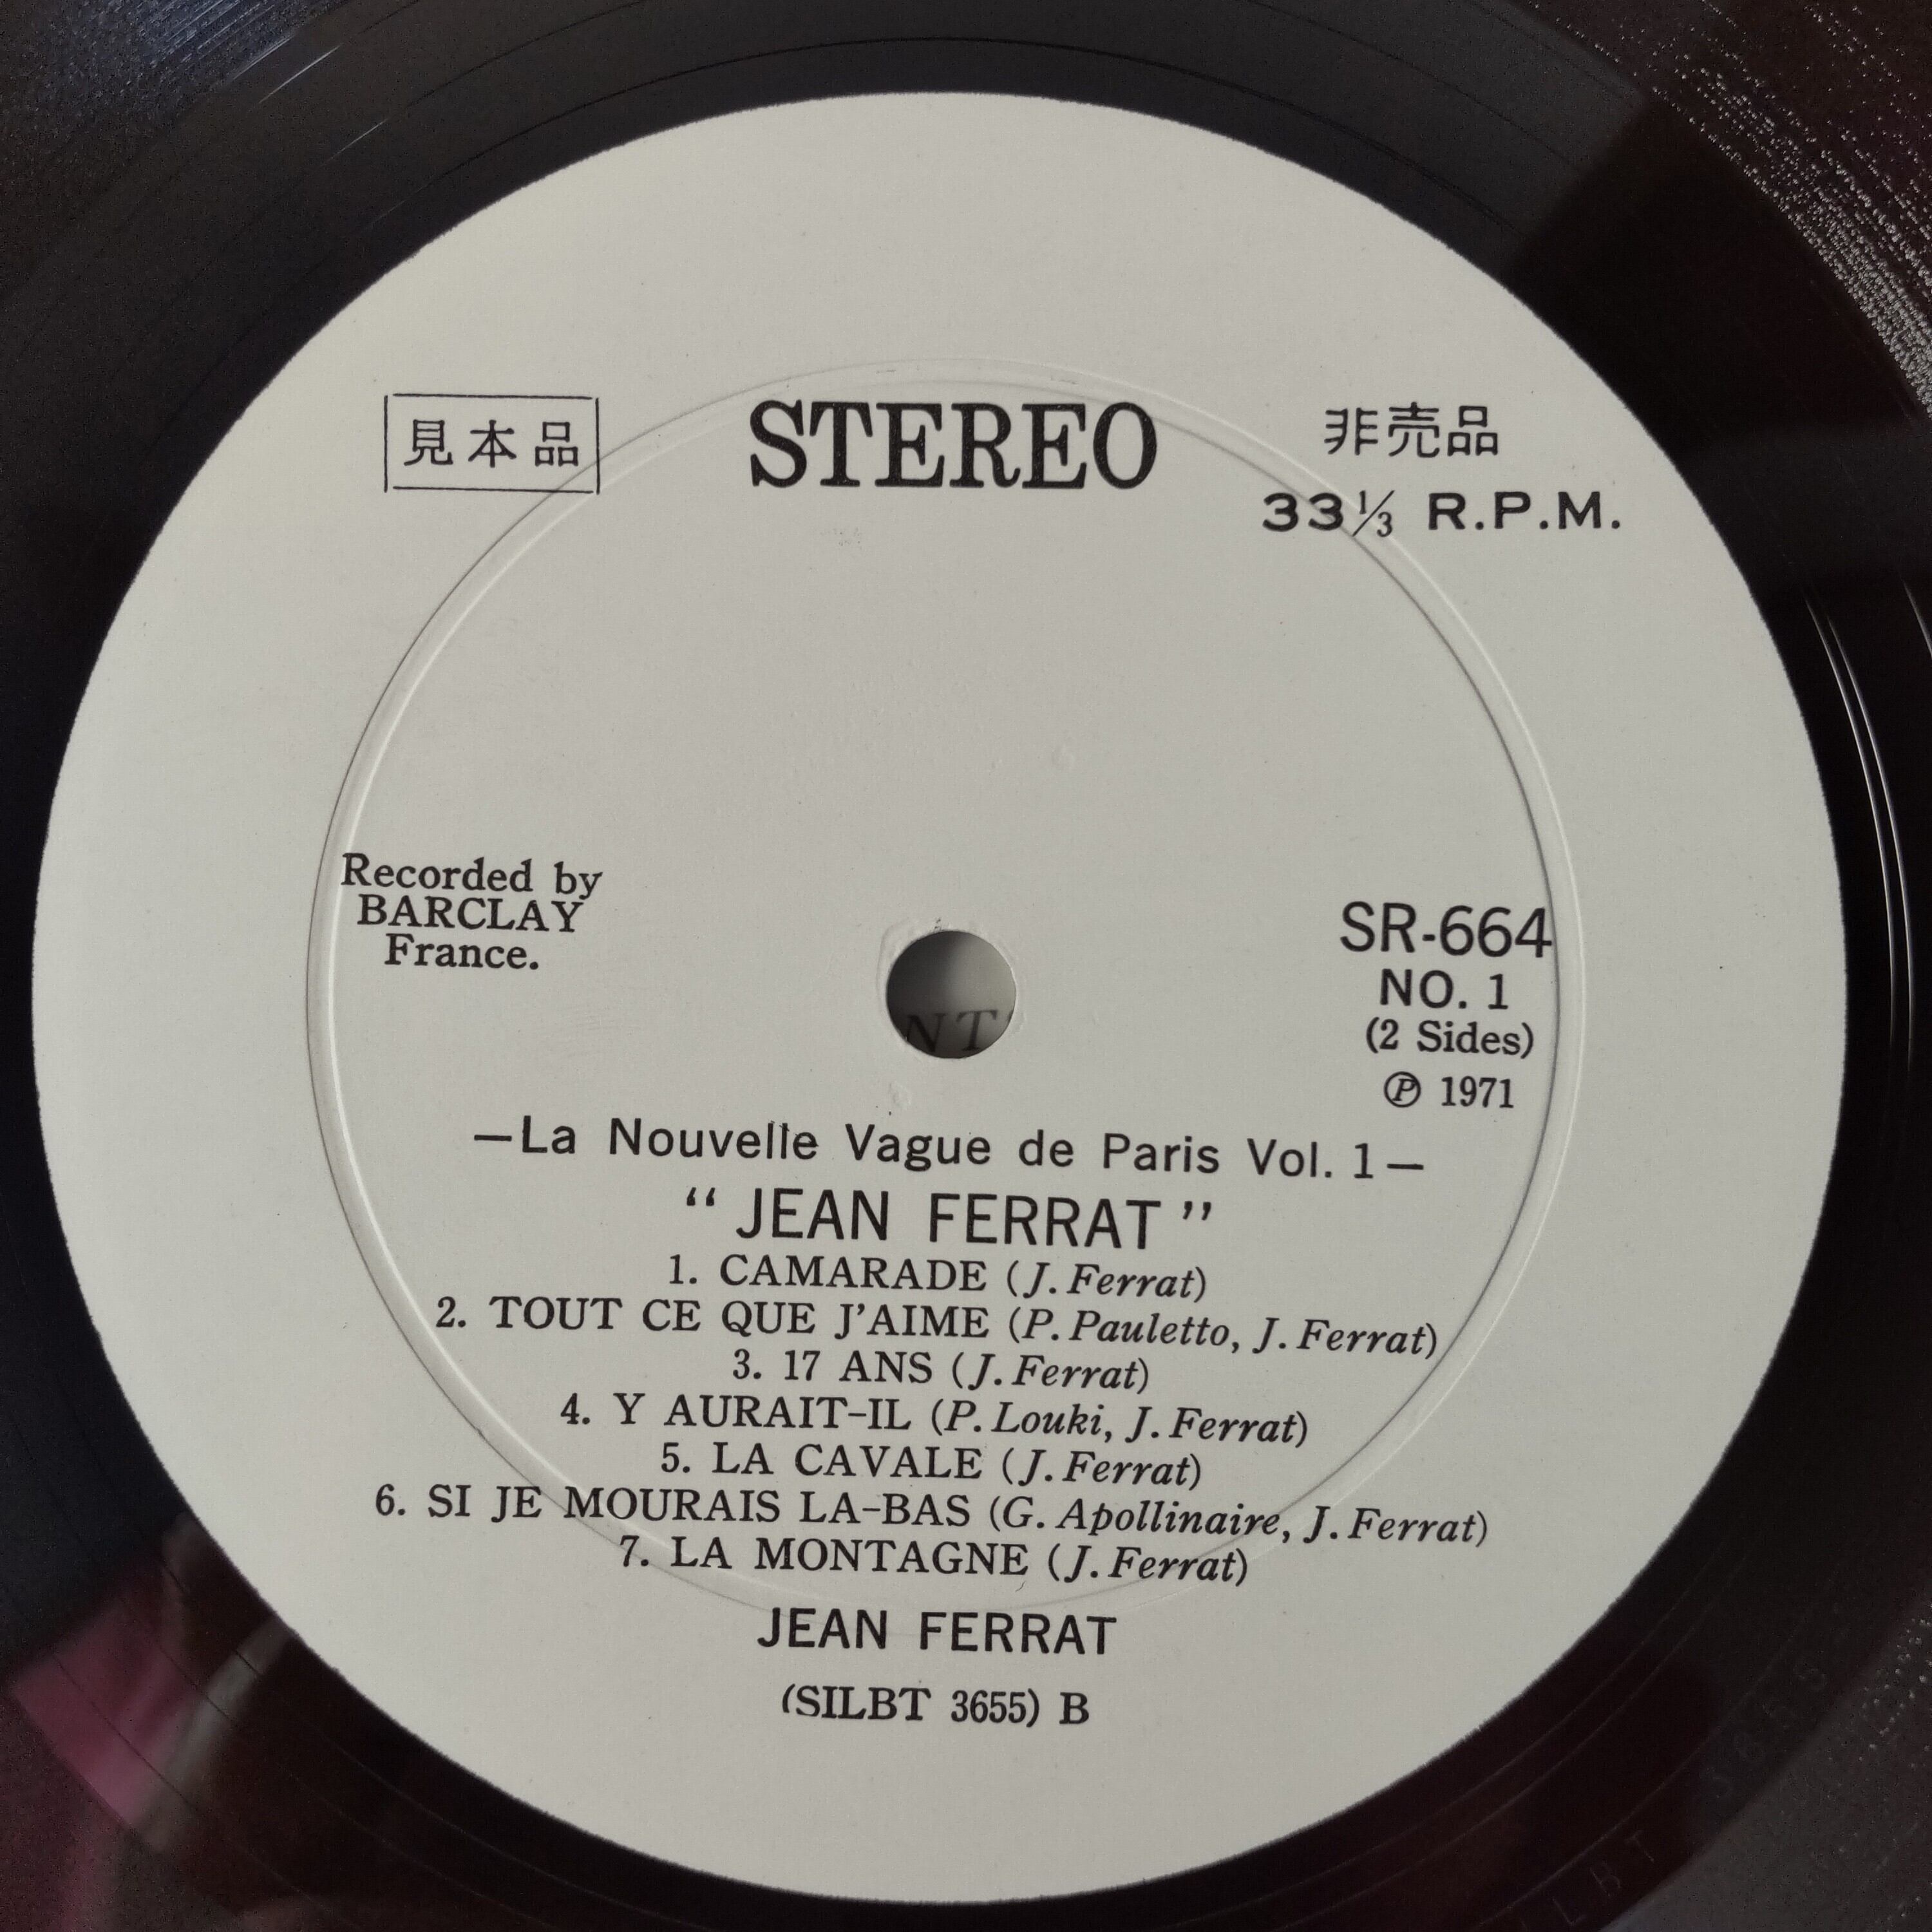 見本品
STEREO
非売品
33⅓ R.P.M.
Recorded by
BARCLAY
France.
SR-664
NO. 1
(2 Sides)
Ⓟ 1971
NT
—La Nouvelle Vague de Paris Vol. 1—
“JEAN FERRAT”
1. CAMARADE (J. Ferrat)
2. TOUT CE QUE J'AIME (P. Pauletto, J. Ferrat)
3. 17 ANS (J. Ferrat)
4. Y AURAIT-IL (P. Louki, J. Ferrat)
5. LA CAVALE (J. Ferrat)
6. SI JE MOURAIS LA-BAS (G. Apollinaire, J. Ferrat)
7. LA MONTAGNE (J. Ferrat)
JEAN FERRAT
(SILBT 3655) B